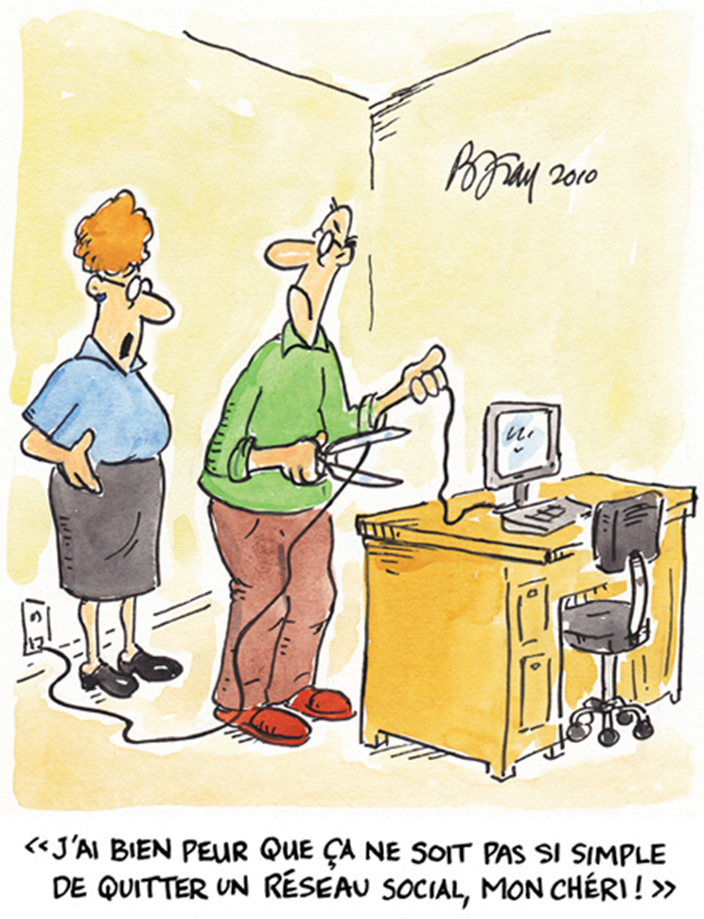 2010
« J'AI BIEN PEUR QUE ÇA NE SOIT PAS SI SIMPLE
DE QUITTER UN RÉSEAU SOCIAL, MON CHÉRI ! »